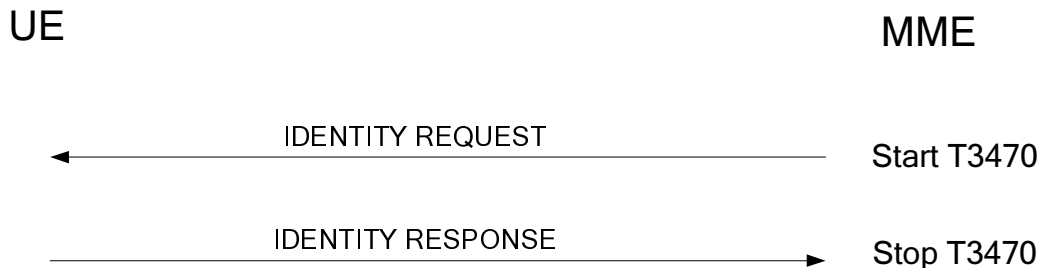 UE
MME
IDENTITY REQUEST
Start T3470
IDENTITY RESPONSE
Stop T3470